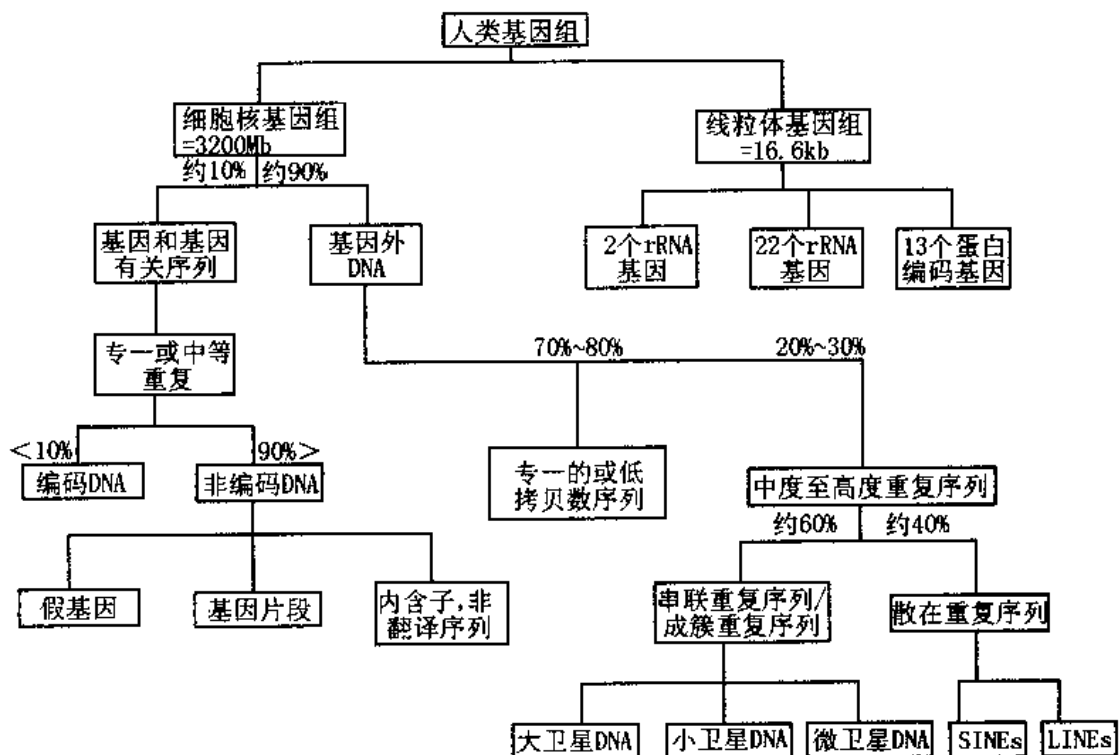 人类基因组
细胞核基因组
=3200Mb
线粒体基因组
=16.6kb
约10% 约90%
基因和基因
有关序列
基因外
DNA
2个rRNA
基因
22个rRNA
基因
13个蛋白
编码基因
专一或中等
重复
70%~80%
20%~30%
<10%
90%>
编码DNA
非编码DNA
专一的或低
拷贝数序列
中度至高度重复序列
约60% 约40%
假基因
基因片段
内含子,非
翻译序列
串联重复序列/
成簇重复序列
散在重复序列
大卫星DNA
小卫星DNA
微卫星DNA
SINEs
LINEs